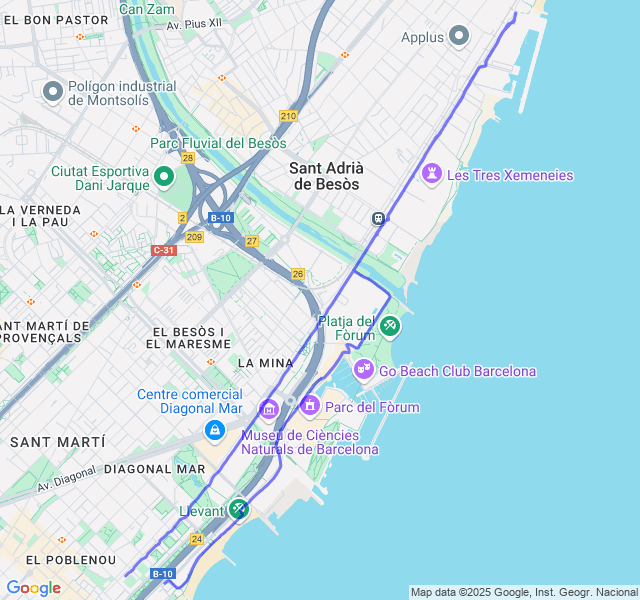 Can Zam
EL BON PASTOR
Av. Pius XII
Applus
Polígon industrial
de Montsolís
210
Parc Fluvial del Besòs
28
Sant Adrià
de Besòs
Ciutat Esportiva
Dani Jarque
Les Tres Xemeneies
LA VERNEDA
I LA PAU
2
B-10
209
27
C-31
26
ANT MARTÍ DE
PROVENÇALS
EL BESÒS I
EL MARESME
Platja del
Fòrum
LA MINA
Go Beach Club Barcelona
Centre comercial
Diagonal Mar
Parc del Fòrum
Museu de Ciències
Naturals de Barcelona
SANT MARTÍ
DIAGONAL MAR
Av. Diagonal
Llevant
24
EL POBLENOU
B-10
Google
Map data ©2025 Google, Inst. Geogr. Nacional